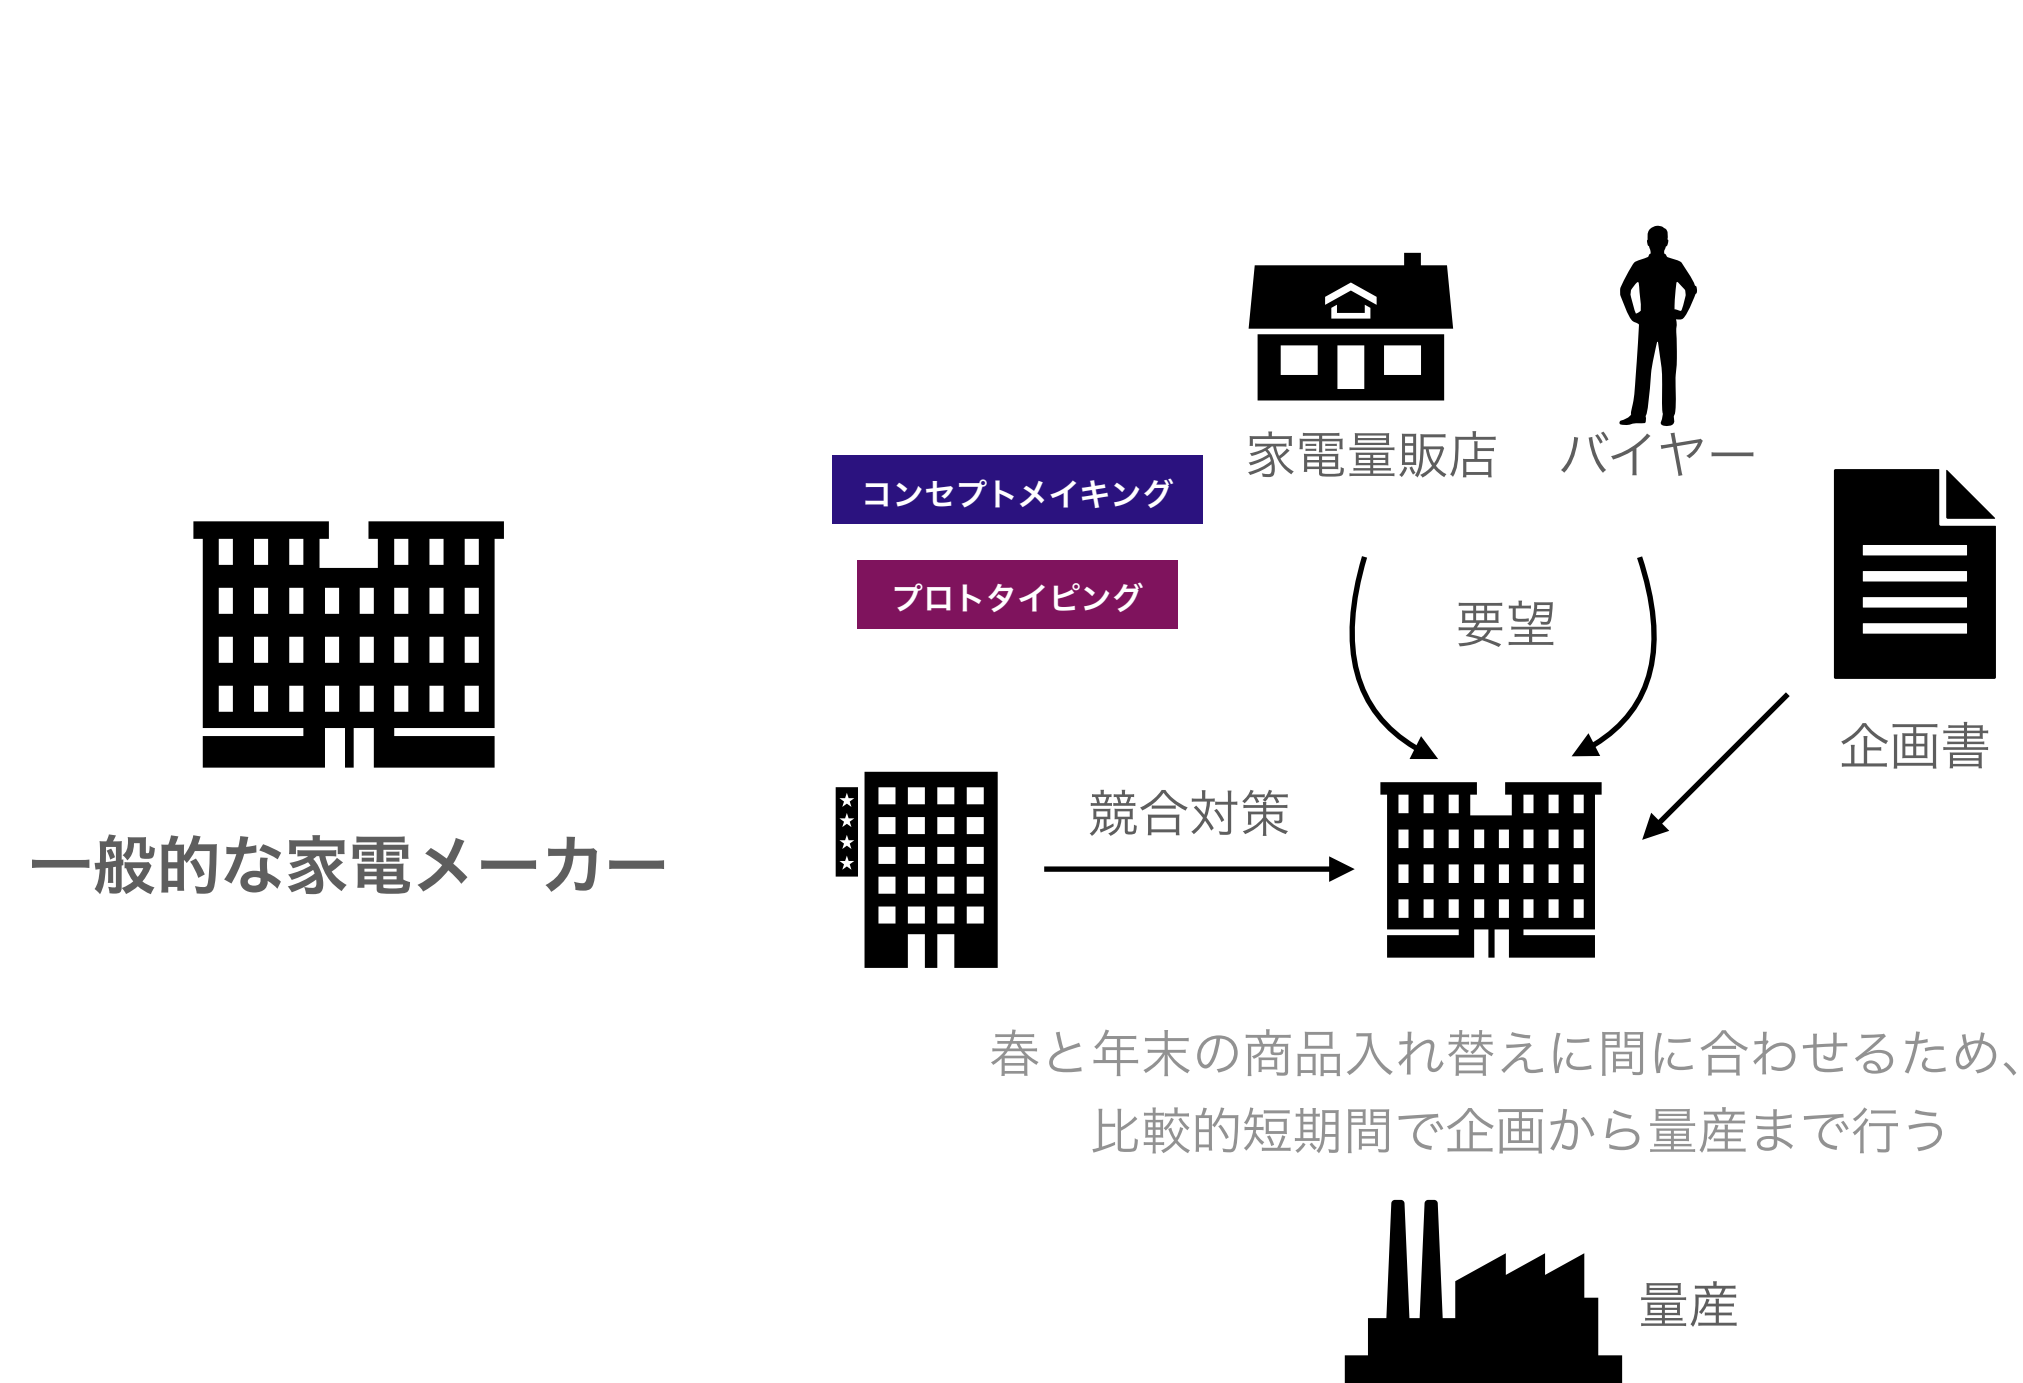 家電量販店
バイヤー
コンセプトメイキング
プロトタイピング
要望
企画書
競合対策
一般的な家電メーカー
春と年末の商品入れ替えに間に合わせるため、
比較的短期間で企画から量産まで行う
量産